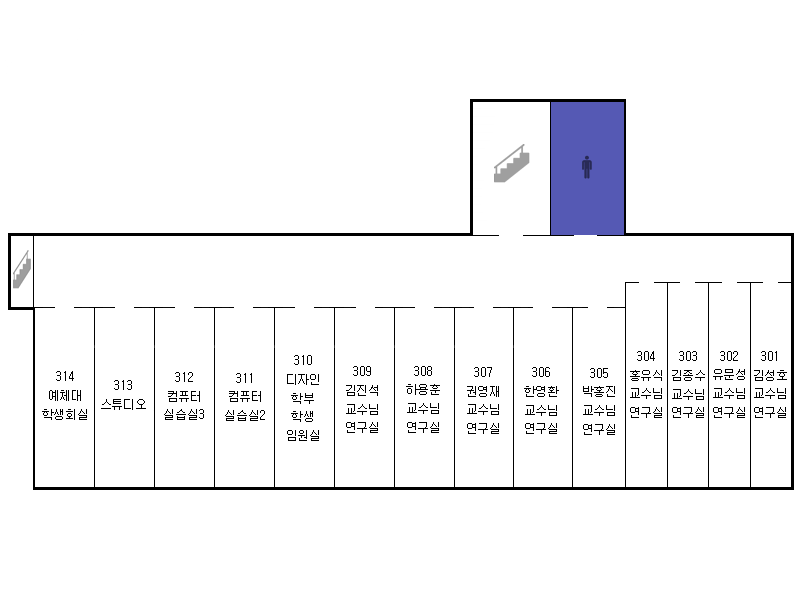 314
예체대
학생회실
313
스튜디오
312
컴퓨터
실습실3
311
컴퓨터
실습실2
310
디자인
학부
학생
임원실
309
김진석
교수님
연구실
308
하용훈
교수님
연구실
307
권영재
교수님
연구실
306
한영환
교수님
연구실
305
박홍진
교수님
연구실
304
홍유식
교수님
연구실
303
김종수
교수님
연구실
302
유문성
교수님
연구실
301
김성호
교수님
연구실